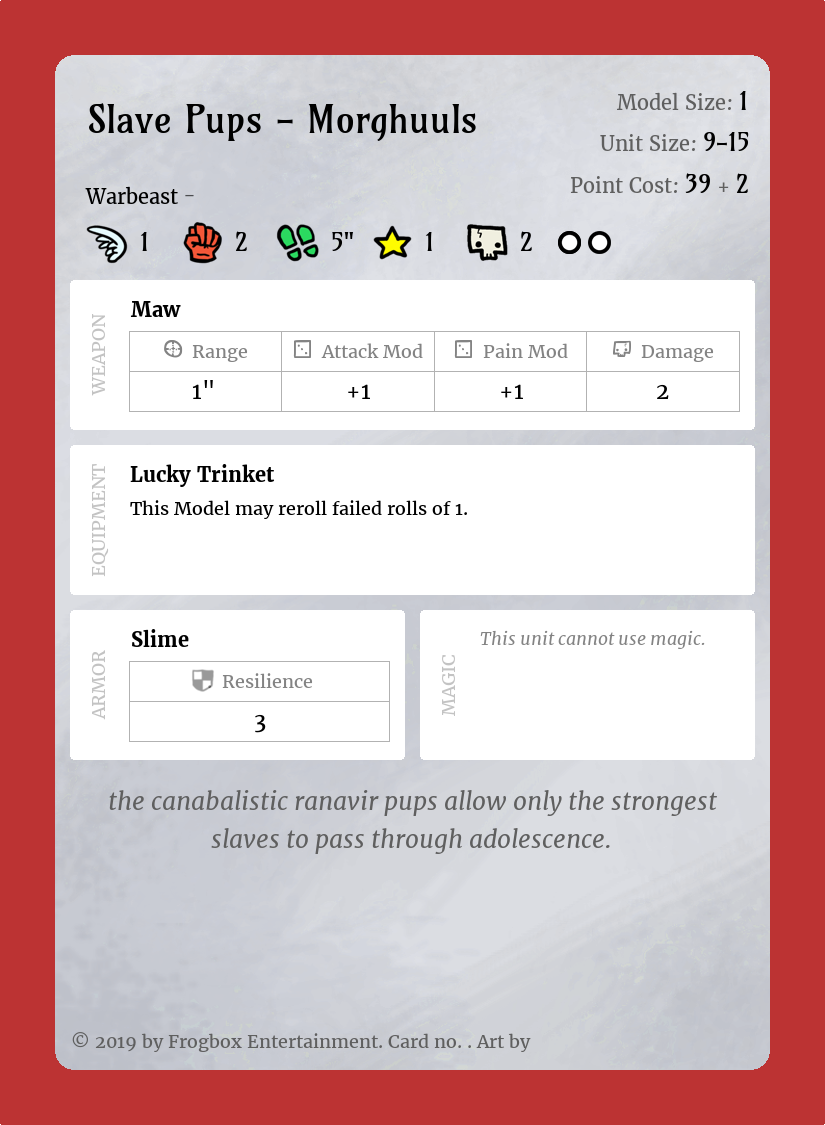 Slave Pups – Morghuuls
Model Size: 1
Unit Size: 9–15
Point Cost: 39 + 2
Warbeast –
1 2 5" 1 2
WEAPON
Maw
Range Attack Mod Pain Mod Damage
1" +1 +1 2
EQUIPMENT
Lucky Trinket
This Model may reroll failed rolls of 1.
ARMOR
Slime
Resilience
3
MAGIC
This unit cannot use magic.
the canabalistic ranavir pups allow only the strongest
slaves to pass through adolescence.
© 2019 by Frogbox Entertainment. Card no. . Art by